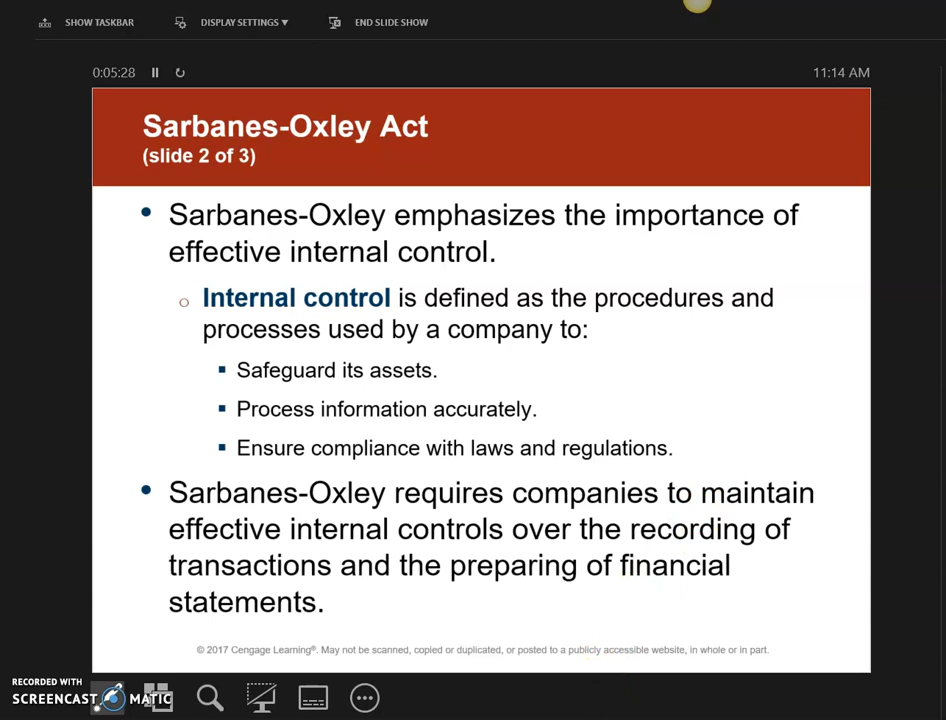 SHOW TASKBAR DISPLAY SETTINGS ▾ END SLIDE SHOW
0:05:28 11:14 AM
Sarbanes-Oxley Act
(slide 2 of 3)
• Sarbanes-Oxley emphasizes the importance of
effective internal control.
o Internal control is defined as the procedures and
processes used by a company to:
▪ Safeguard its assets.
▪ Process information accurately.
▪ Ensure compliance with laws and regulations.
• Sarbanes-Oxley requires companies to maintain
effective internal controls over the recording of
transactions and the preparing of financial
statements.
© 2017 Cengage Learning®. May not be scanned, copied or duplicated, or posted to a publicly accessible website, in whole or in part.
RECORDED WITH
SCREENCAST MATIC